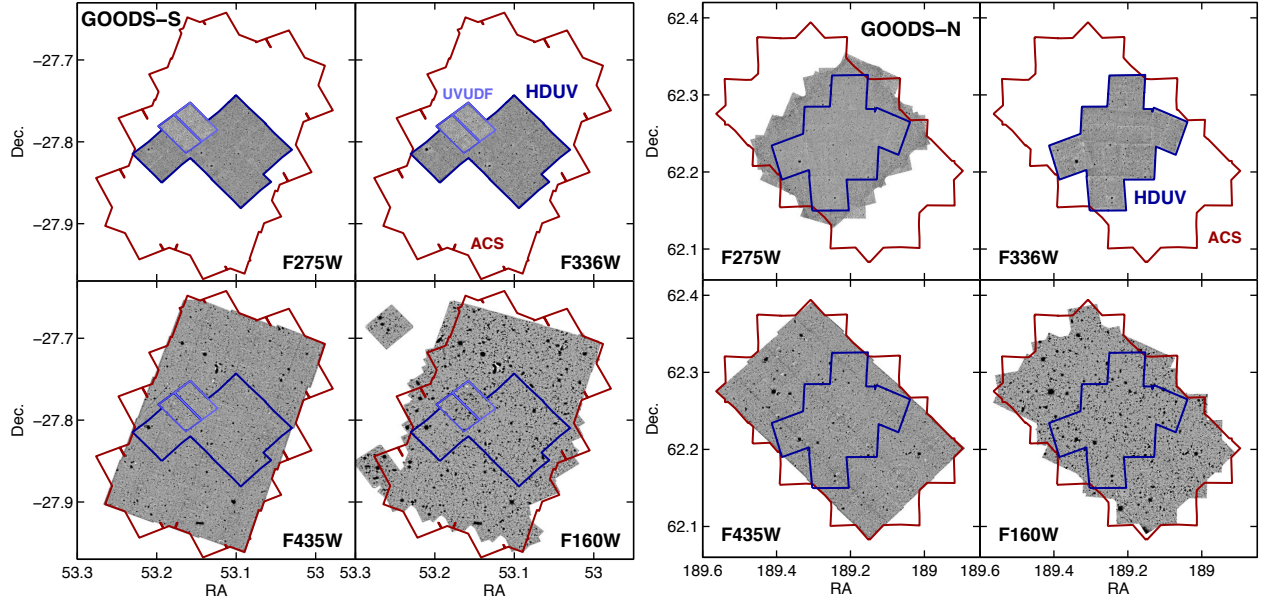 GOODS−S
−27.7
−27.8
−27.9
Dec.
F275W
UVUDF
HDUV
ACS
F336W
−27.7
−27.8
−27.9
Dec.
F435W
F160W
53.3
53.2
53.1
53.3
53.2
53.1
53
RA
RA
GOODS−N
62.4
62.3
62.2
62.1
Dec.
F275W
HDUV
ACS
F336W
62.4
62.3
62.2
62.1
Dec.
F435W
F160W
189.6
189.4
189.2
189
189.4
189.2
189
RA
RA